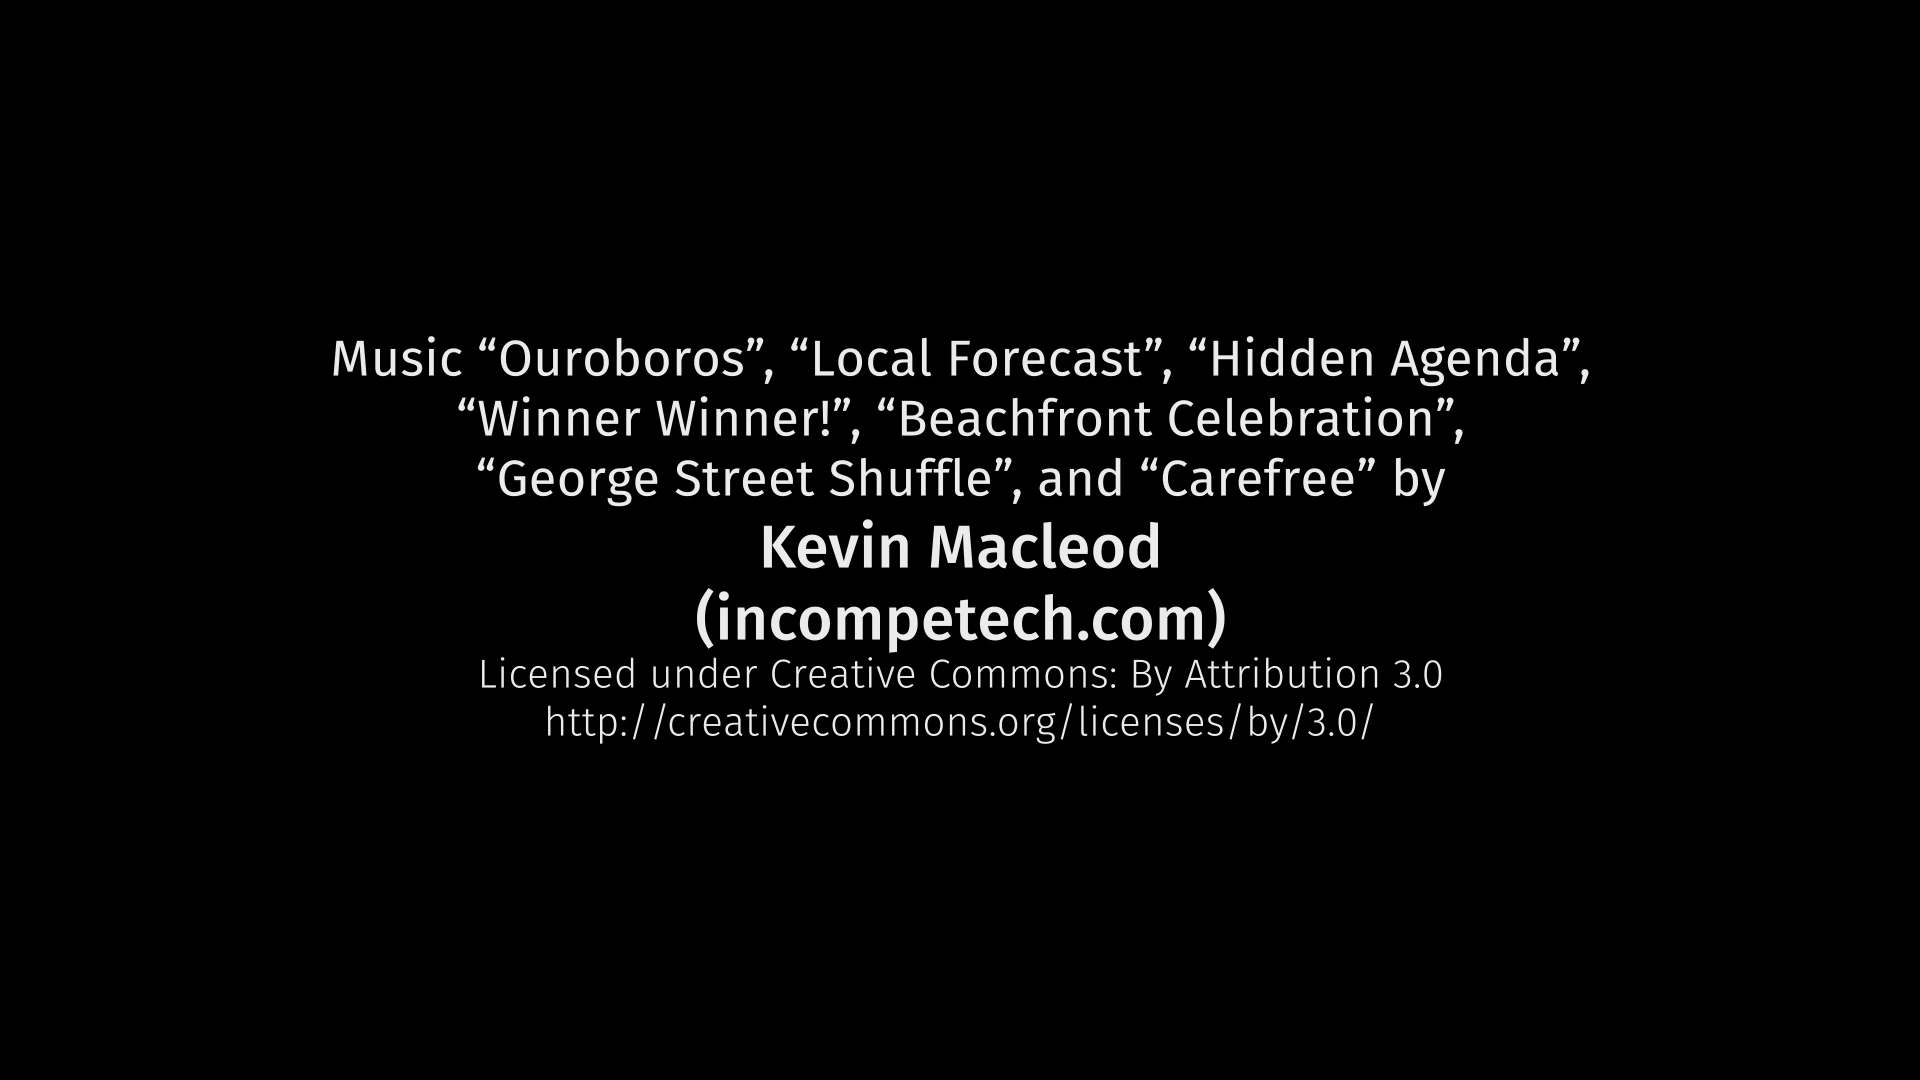 Music “Ouroboros”, “Local Forecast”, “Hidden Agenda”,
“Winner Winner!”, “Beachfront Celebration”,
“George Street Shuffle”, and “Carefree” by
Kevin Macleod
(incompetech.com)
Licensed under Creative Commons: By Attribution 3.0
http://creativecommons.org/licenses/by/3.0/